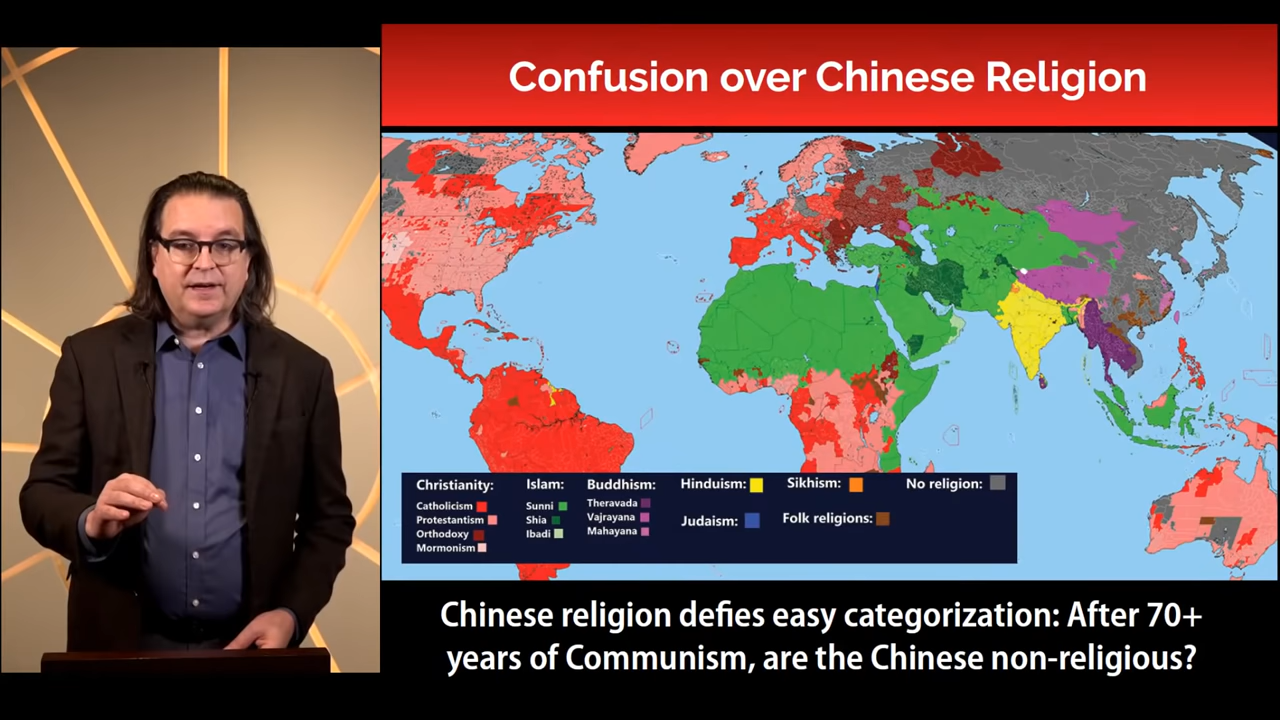 Confusion over Chinese Religion
Christianity:
Catholicism
Protestantism
Orthodoxy
Mormonism
Islam:
Sunni
Shia
Ibadi
Buddhism:
Theravada
Vajrayana
Mahayana
Hinduism:
Judaism:
Sikhism:
Folk religions:
No religion:
Chinese religion defies easy categorization: After 70+
years of Communism, are the Chinese non-religious?